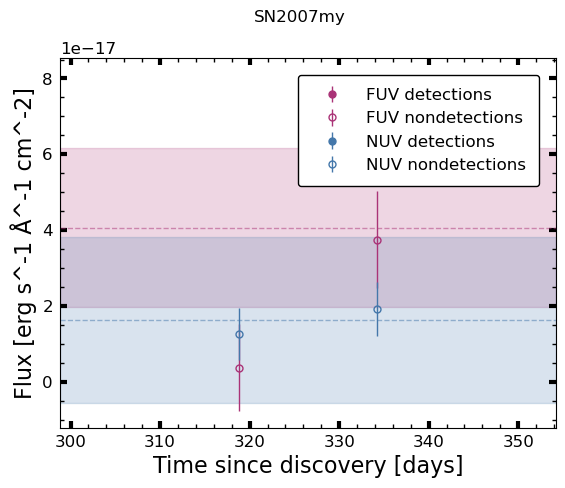 SN2007my
1e−17
8
6
4
2
0
Flux [erg s^-1 Å^-1 cm^-2]
FUV detections
FUV nondetections
NUV detections
NUV nondetections
300 310 320 330 340 350
Time since discovery [days]